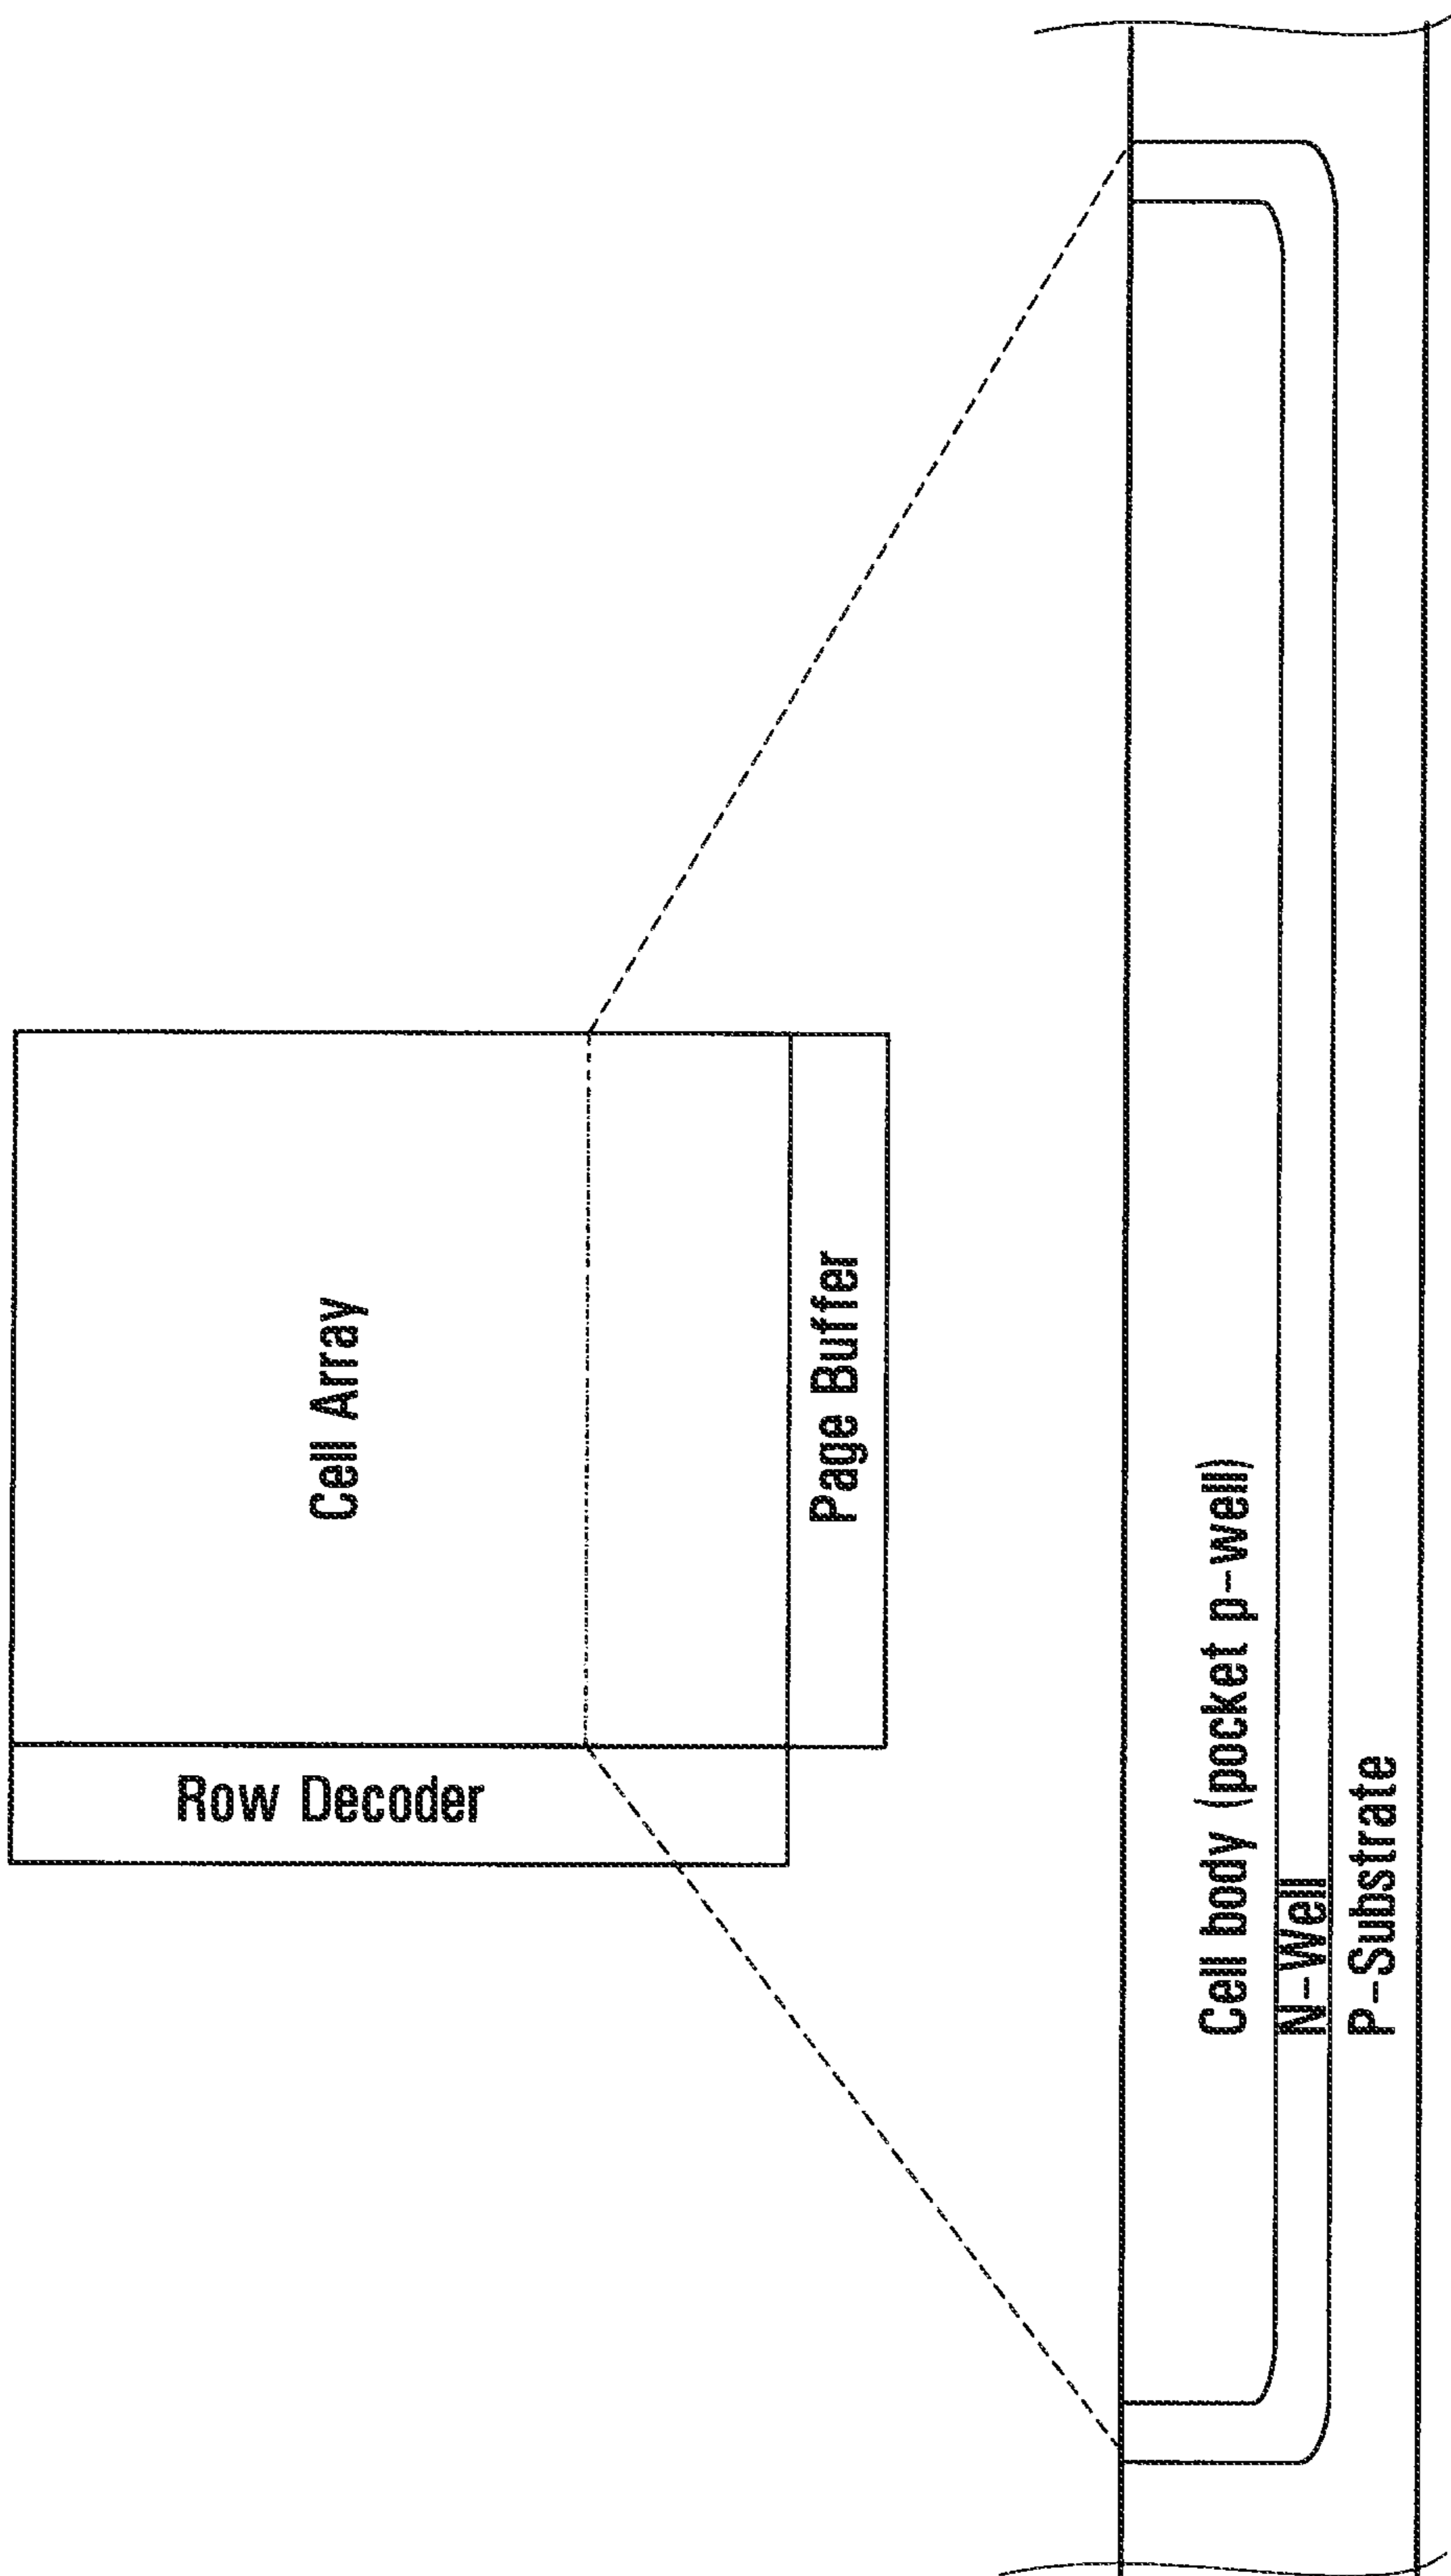 Row Decoder
Cell Array
Page Buffer
Cell body (pocket p-well)
N-Well
P-Substrate